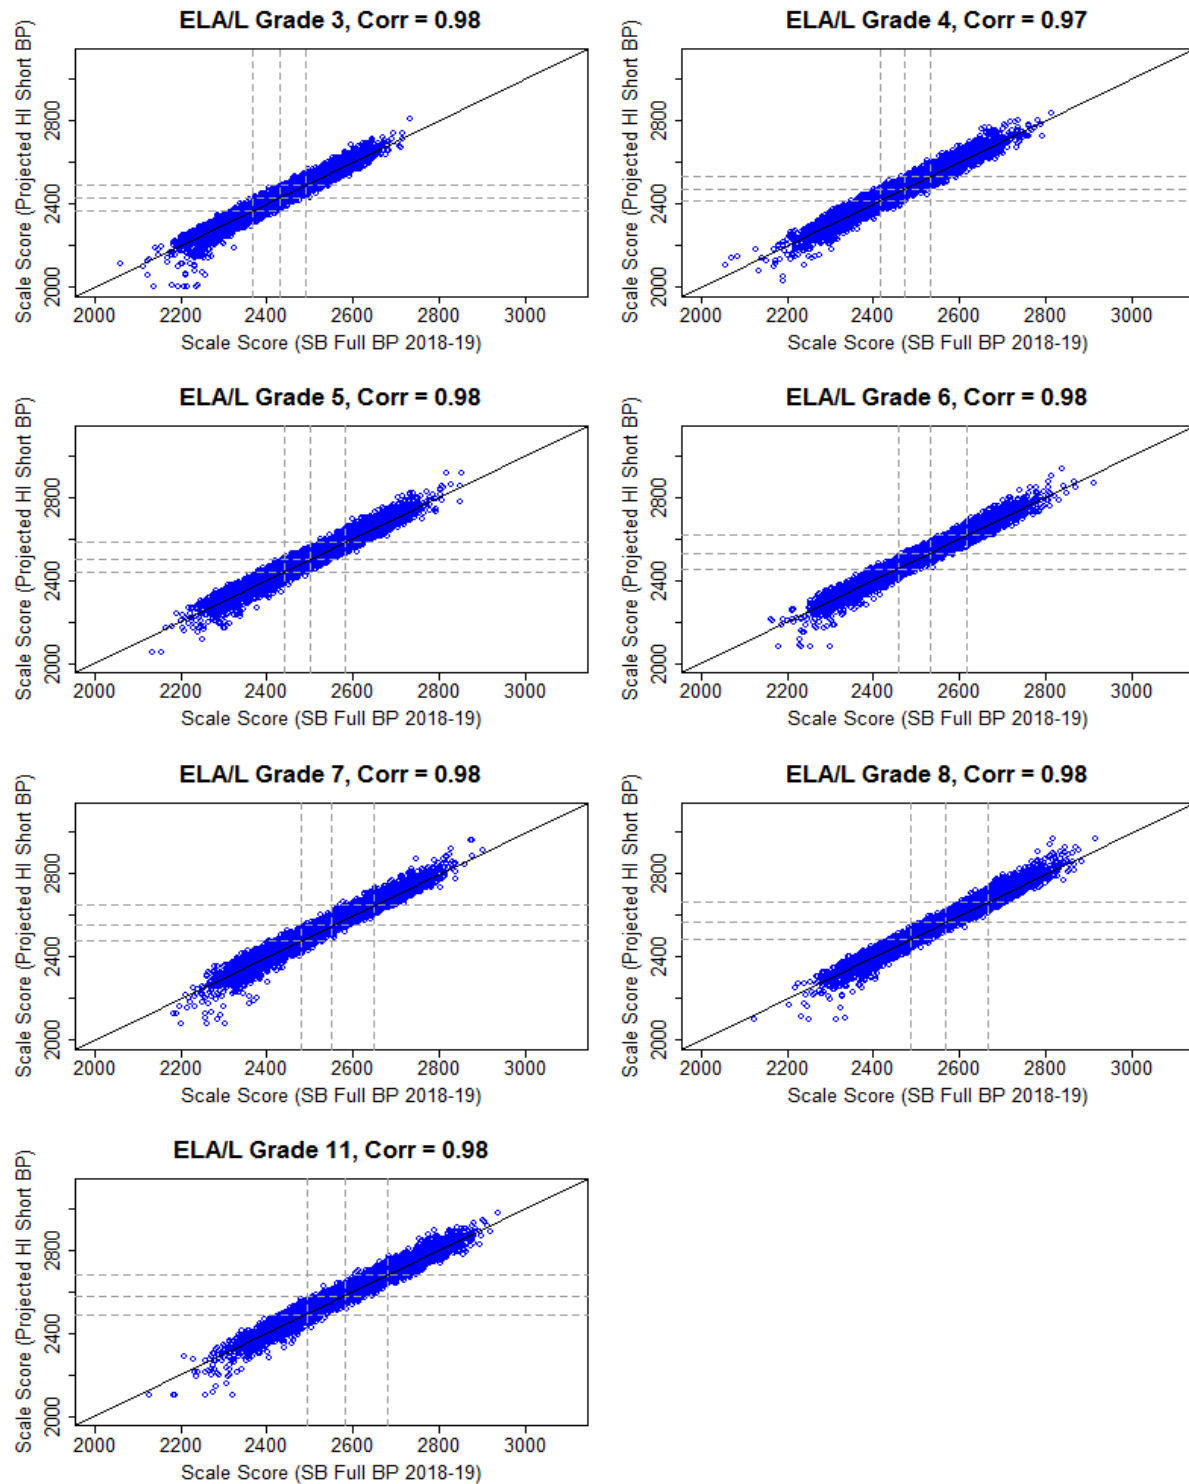 ELA/L Grade 3, Corr = 0.98
Scale Score (Projected HI Short BP)
2000 2400 2800
2000 2200 2400 2600 2800 3000
Scale Score (SB Full BP 2018-19)
ELA/L Grade 4, Corr = 0.97
Scale Score (Projected HI Short BP)
2000 2400 2800
2000 2200 2400 2600 2800 3000
Scale Score (SB Full BP 2018-19)
ELA/L Grade 5, Corr = 0.98
Scale Score (Projected HI Short BP)
2000 2400 2800
2000 2200 2400 2600 2800 3000
Scale Score (SB Full BP 2018-19)
ELA/L Grade 6, Corr = 0.98
Scale Score (Projected HI Short BP)
2000 2400 2800
2000 2200 2400 2600 2800 3000
Scale Score (SB Full BP 2018-19)
ELA/L Grade 7, Corr = 0.98
Scale Score (Projected HI Short BP)
2000 2400 2800
2000 2200 2400 2600 2800 3000
Scale Score (SB Full BP 2018-19)
ELA/L Grade 8, Corr = 0.98
Scale Score (Projected HI Short BP)
2000 2400 2800
2000 2200 2400 2600 2800 3000
Scale Score (SB Full BP 2018-19)
ELA/L Grade 11, Corr = 0.98
Scale Score (Projected HI Short BP)
2000 2400 2800
2000 2200 2400 2600 2800 3000
Scale Score (SB Full BP 2018-19)